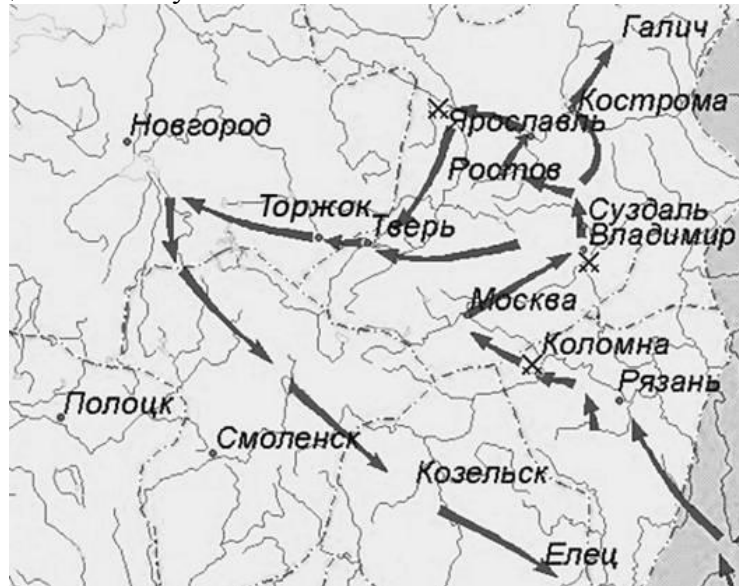 Галич
Кострома
Новгород
Ярославль
Ростов
Торжок
Тверь
Суздаль
Владимир
Москва
Коломна
Рязань
Полоцк
Смоленск
Козельск
Елец